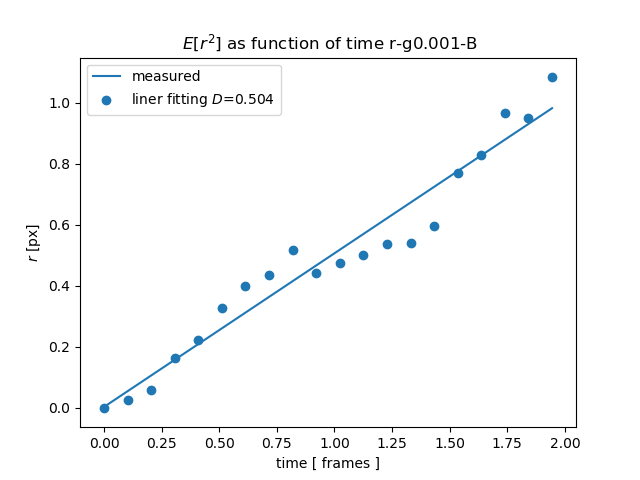 E[r²] as function of time r-g0.001-B
measured
liner fitting D=0.504
1.0
0.8
0.6
0.4
0.2
0.0
r [px]
0.00 0.25 0.50 0.75 1.00 1.25 1.50 1.75 2.00
time [ frames ]